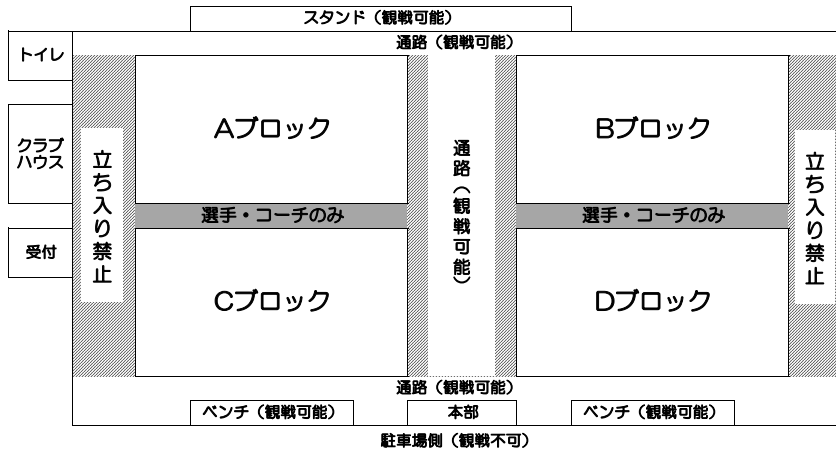 スタンド（観戦可能）
通路（観戦可能）
トイレ
Aブロック
Bブロック
クラブ
ハウス
立ち入り禁止
通路（観戦可能）
立ち入り禁止
選手・コーチのみ
選手・コーチのみ
受付
Cブロック
Dブロック
通路（観戦可能）
ベンチ（観戦可能）
本部
ベンチ（観戦可能）
駐車場側（観戦不可）